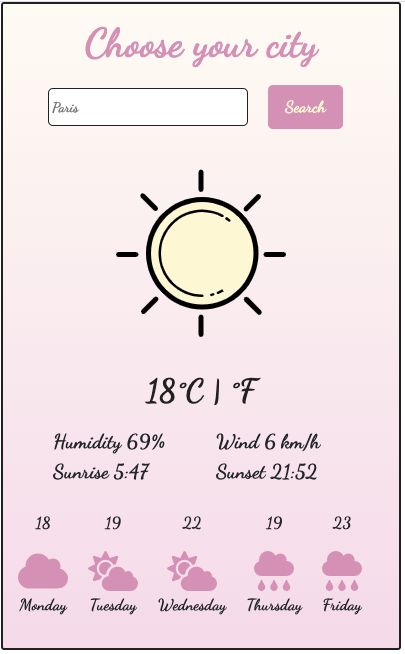 Choose your city
Paris
Search
18°C | °F
Humidity 69% Wind 6 km/h
Sunrise 5:47 Sunset 21:52
18 19 22 19 23
Monday Tuesday Wednesday Thursday Friday